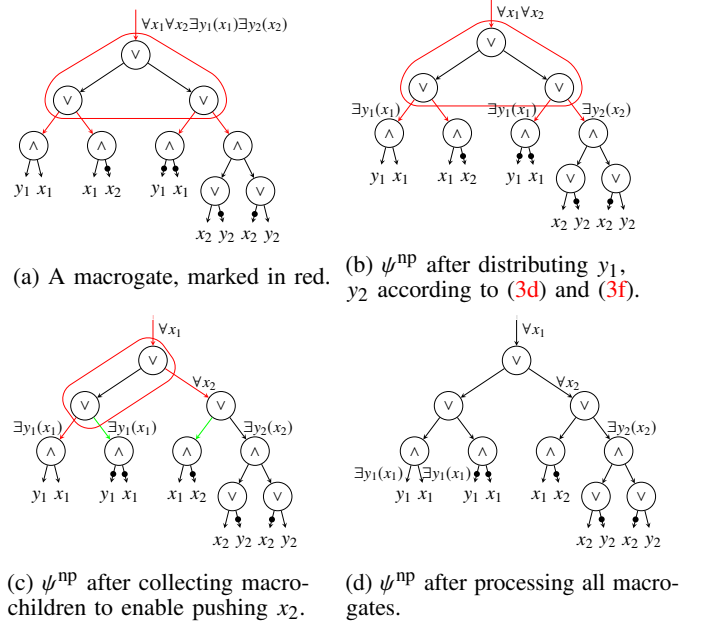 ∀x₁∀x₂∃y₁(x₁)∃y₂(x₂)
∨
∨ ∨
∧ ∧ ∧ ∧
y₁ x₁ x₁ x₂ y₁ x₁ ∨ ∨
x₂ y₂ x₂ y₂
(a) A macrogate, marked in red.
∀x₁∀x₂
∨
∨ ∨
∃y₁(x₁) ∃y₁(x₁) ∃y₂(x₂)
∧ ∧ ∧ ∧
y₁ x₁ x₁ x₂ y₁ x₁ ∨ ∨
x₂ y₂ x₂ y₂
(b) ψⁿᵖ after distributing y₁,
y₂ according to (3d) and (3f).
∀x₁
∨
∀x₂
∨ ∨
∃y₁(x₁) ∃y₁(x₁) ∃y₂(x₂)
∧ ∧ ∧ ∧
y₁ x₁ y₁ x₁ x₁ x₂ ∨ ∨
x₂ y₂ x₂ y₂
(c) ψⁿᵖ after collecting macro-
children to enable pushing x₂.
∀x₁
∨
∀x₂
∨ ∨
∃y₂(x₂)
∧ ∧ ∧ ∧
∃y₁(x₁) ∃y₁(x₁)
y₁ x₁ y₁ x₁ x₁ x₂ ∨ ∨
x₂ y₂ x₂ y₂
(d) ψⁿᵖ after processing all macro-
gates.